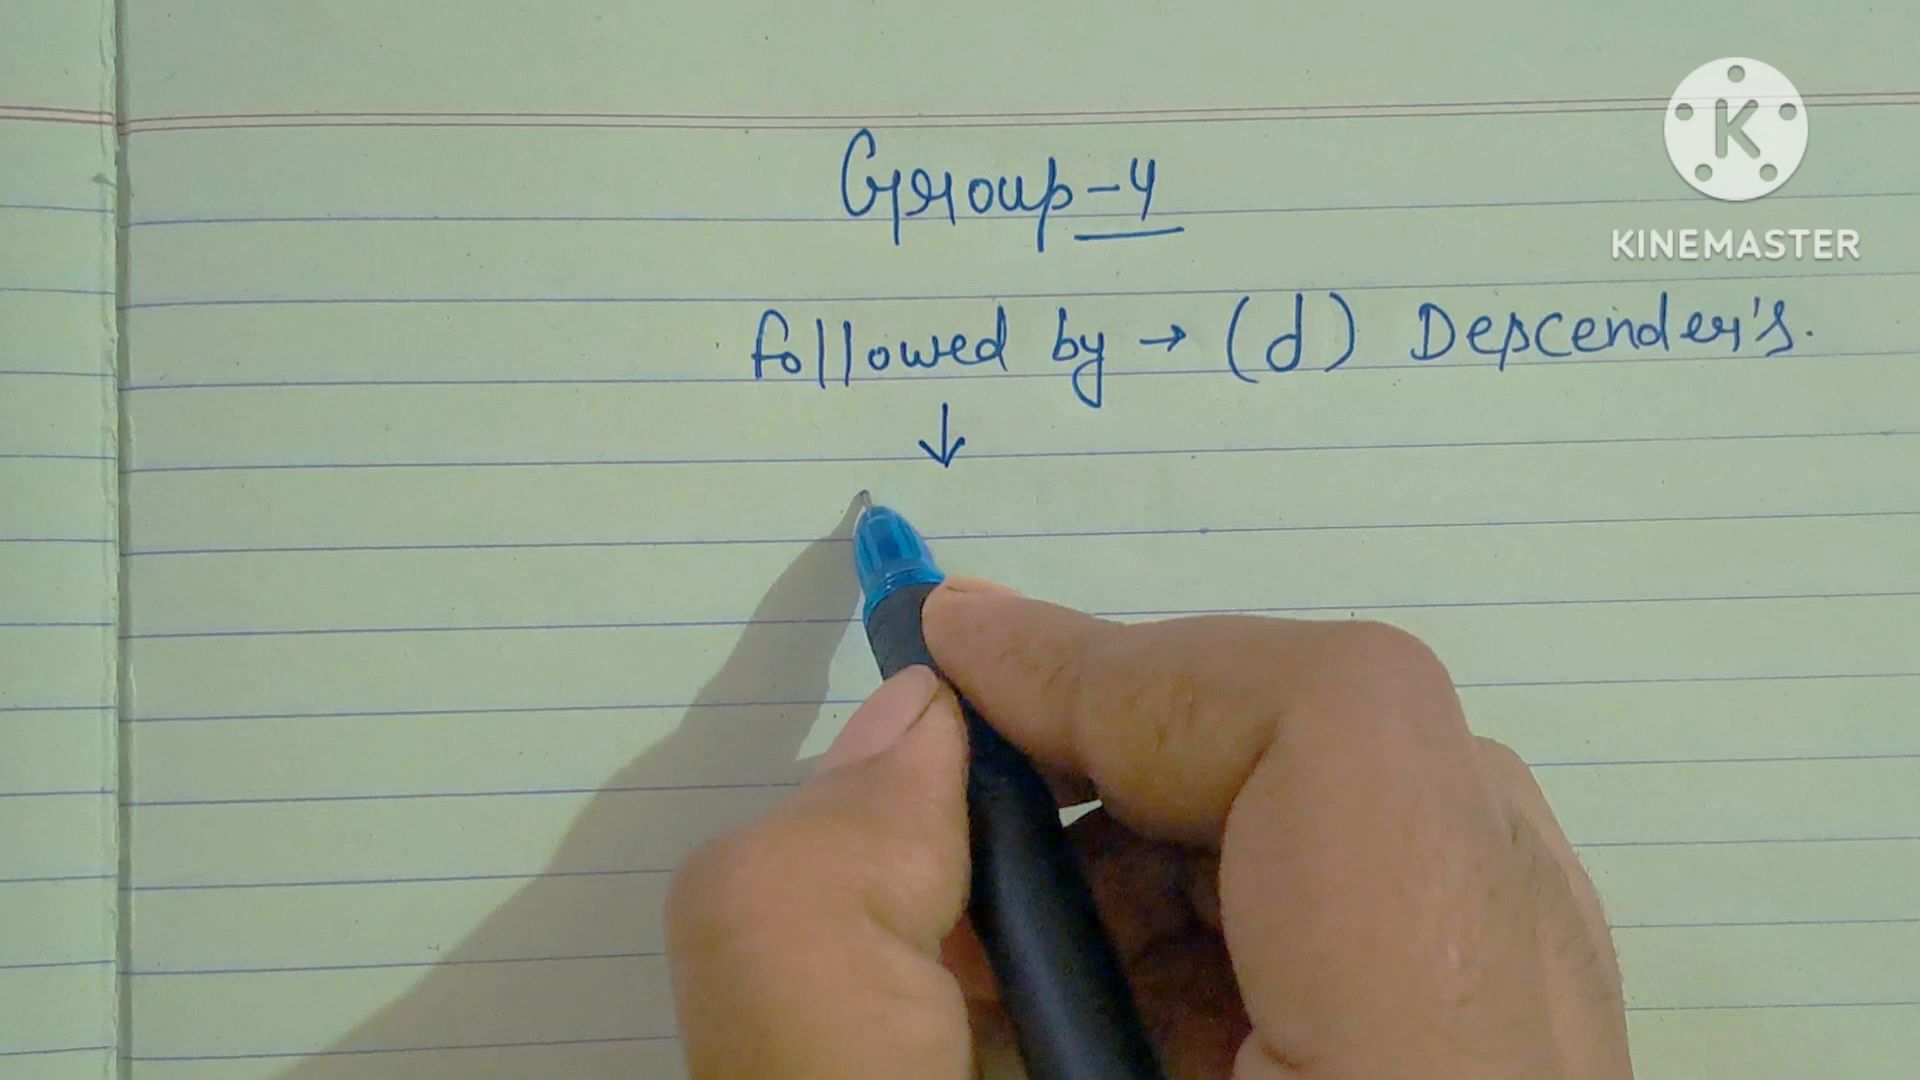 Group-4
K
KINEMASTER
followed by → (d) Descender's.
↓